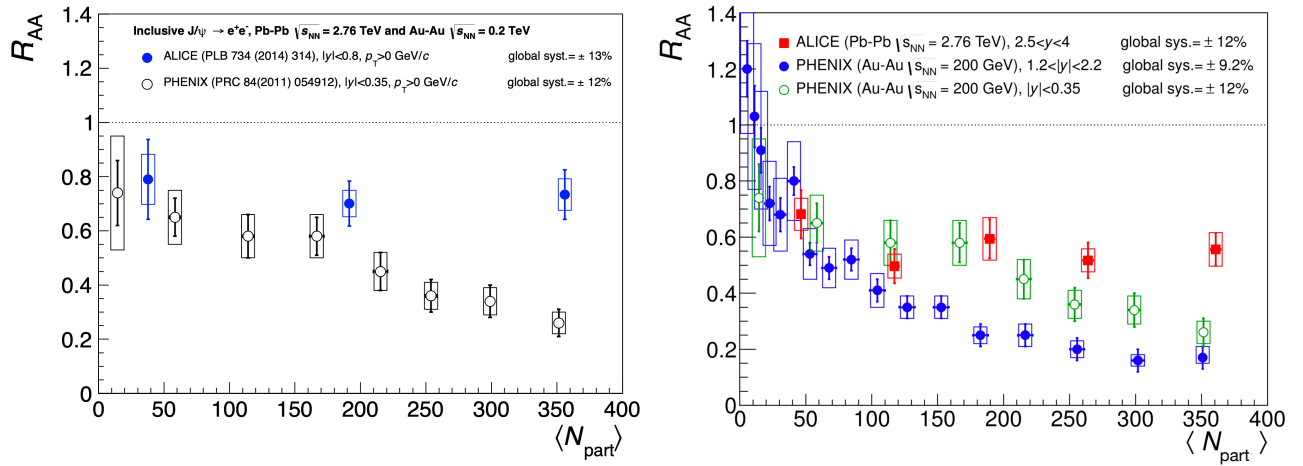 Inclusive J/ψ → e⁺e⁻, Pb-Pb √s_NN = 2.76 TeV and Au-Au √s_NN = 0.2 TeV
ALICE (PLB 734 (2014) 314), |y|<0.8, p_T>0 GeV/c global syst.= ± 13%
PHENIX (PRC 84(2011) 054912), |y|<0.35, p_T>0 GeV/c global syst.= ± 12%
R_AA
1.4
1.2
1
0.8
0.6
0.4
0.2
0
0 50 100 150 200 250 300 350 400
⟨N_part⟩
ALICE (Pb-Pb √s_NN = 2.76 TeV), 2.5<y<4 global sys.= ± 12%
PHENIX (Au-Au √s_NN = 200 GeV), 1.2<|y|<2.2 global sys.= ± 9.2%
PHENIX (Au-Au √s_NN = 200 GeV), |y|<0.35 global sys.= ± 12%
R_AA
1.4
1.2
1
0.8
0.6
0.4
0.2
0
0 50 100 150 200 250 300 350 400
⟨N_part⟩